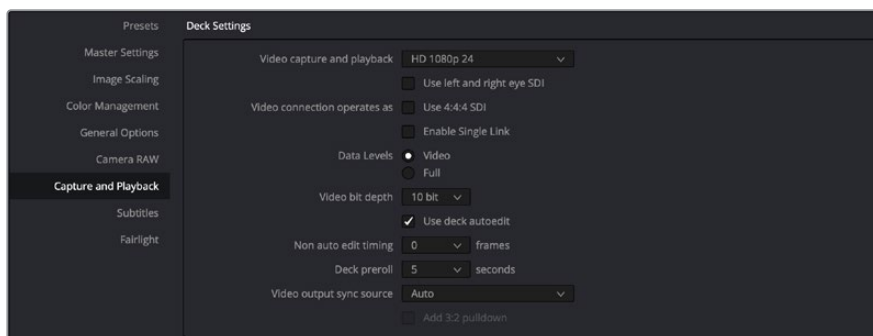 Presets
Master Settings
Image Scaling
Color Management
General Options
Camera RAW
Capture and Playback
Subtitles
Fairlight
Deck Settings
Video capture and playback HD 1080p 24
Use left and right eye SDI
Video connection operates as Use 4:4:4 SDI
Enable Single Link
Data Levels Video
Full
Video bit depth 10 bit
Use deck autoedit
Non auto edit timing 0 frames
Deck preroll 5 seconds
Video output sync source Auto
Add 3:2 pulldown